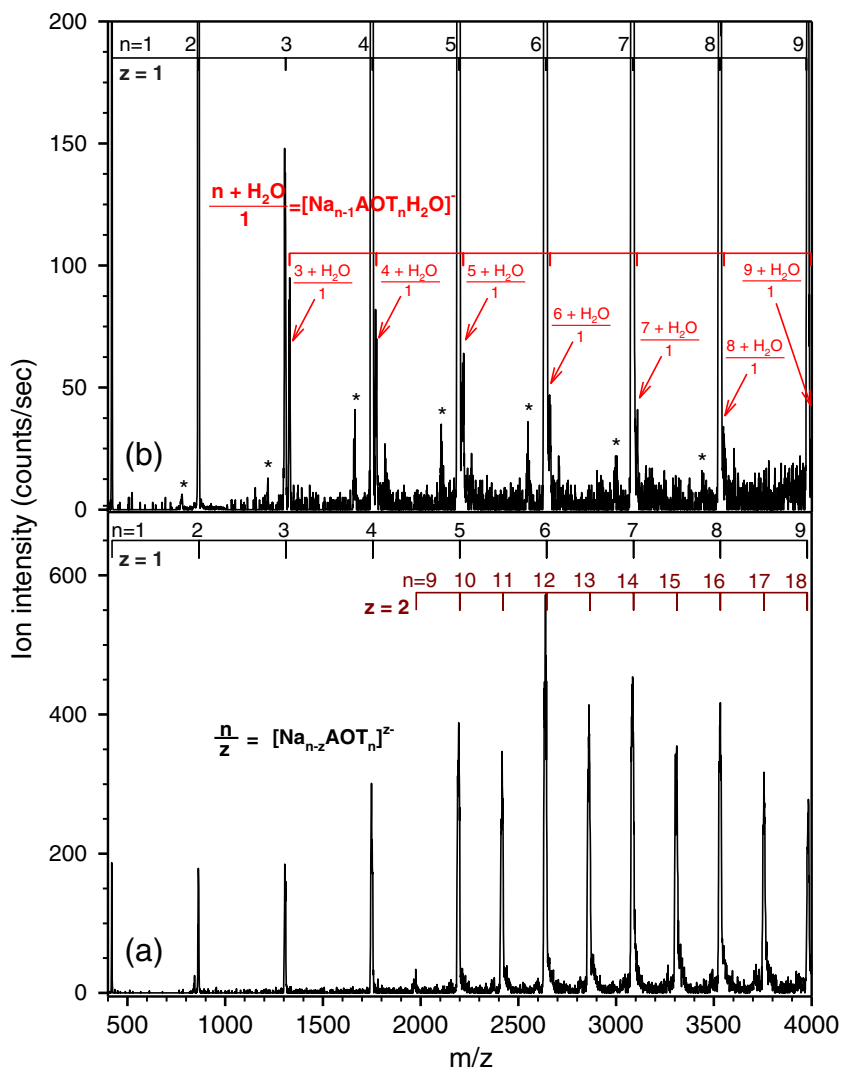 200
n=1 2 3 4 5 6 7 8 9
z = 1
150
n + H₂O
1
=[Naₙ₋₁AOTₙH₂O]⁻
100
3 + H₂O
1
4 + H₂O
1
5 + H₂O
1
6 + H₂O
1
7 + H₂O
1
8 + H₂O
1
9 + H₂O
1
50
* * * * * * *
(b)
0
Ion intensity (counts/sec)
n=1 2 3 4 5 6 7 8 9
z = 1
600
n=9 10 11 12 13 14 15 16 17 18
z = 2
400
n
z
= [Naₙ₋zAOTₙ]ᶻ⁻
200
(a)
0
500 1000 1500 2000 2500 3000 3500 4000
m/z